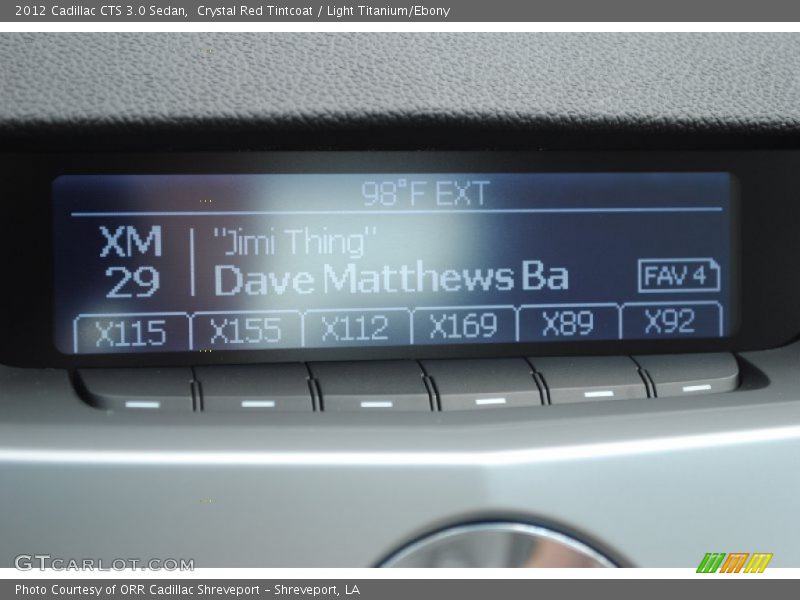 2012 Cadillac CTS 3.0 Sedan, Crystal Red Tintcoat / Light Titanium/Ebony
98°F EXT
XM
29
"Jimi Thing"
Dave Matthews Ba
FAV 4
X115 X155 X112 X169 X89 X92
GTCARLOT.COM
Photo Courtesy of ORR Cadillac Shreveport - Shreveport, LA